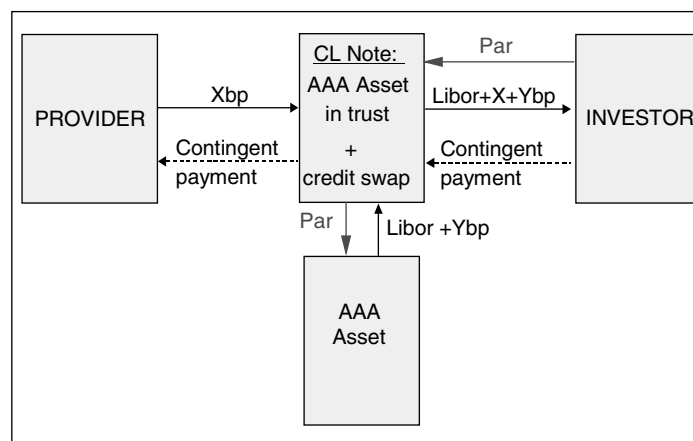 PROVIDER
Xbp
Contingent
payment
CL Note:
AAA Asset
in trust
+
credit swap
Par
Libor+X+Ybp
Contingent
payment
INVESTOR
Par
Libor +Ybp
AAA
Asset